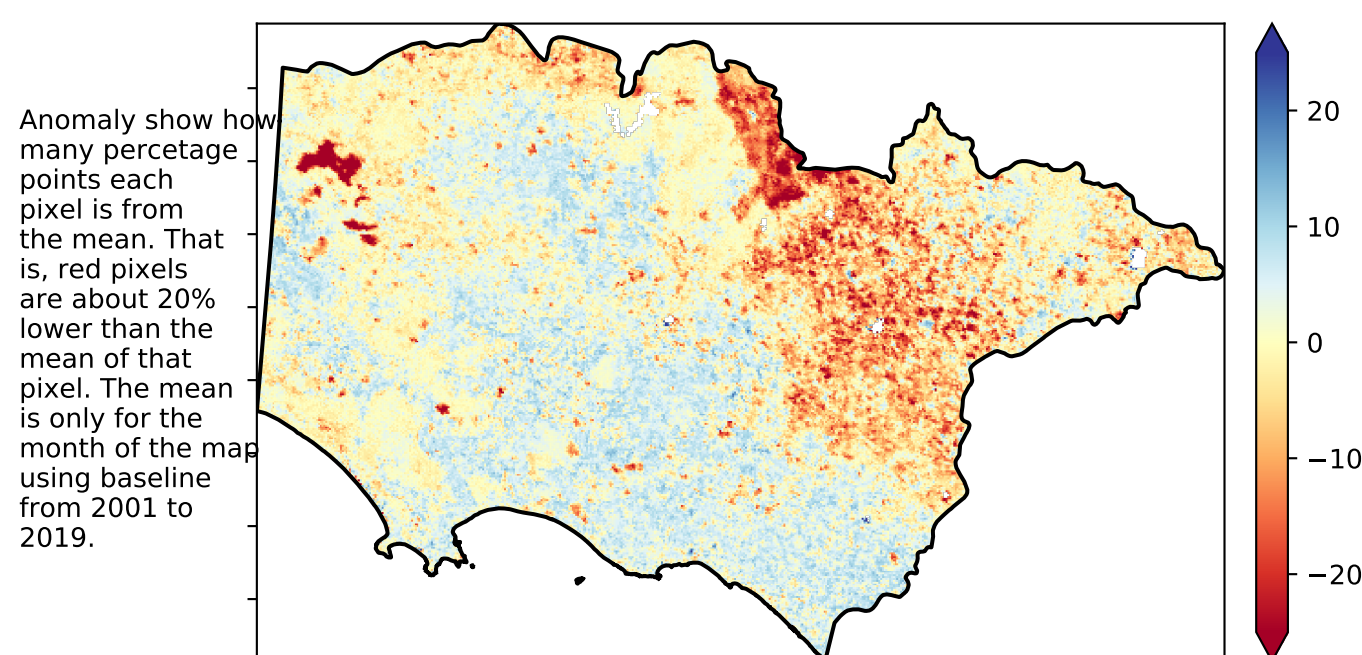 Anomaly show how
many percetage
points each
pixel is from
the mean. That
is, red pixels
are about 20%
lower than the
mean of that
pixel. The mean
is only for the
month of the map
using baseline
from 2001 to
2019.
20
10
0
−10
−20